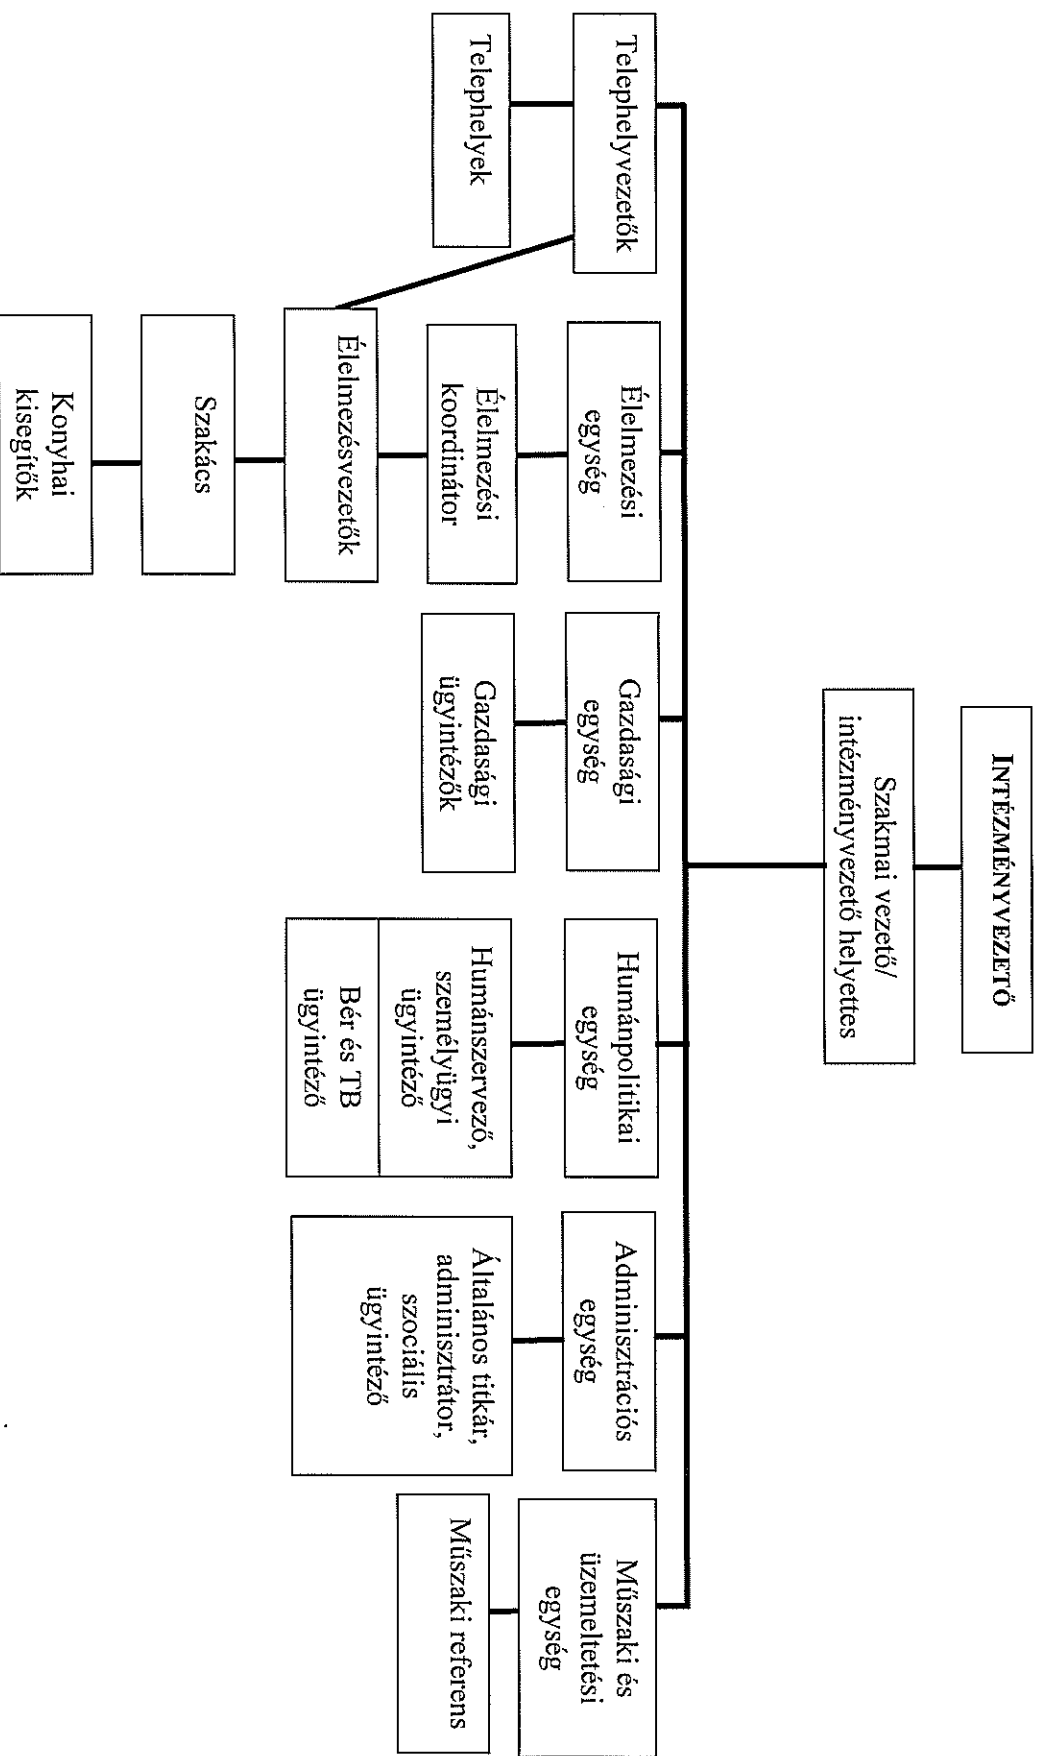 INTÉZMÉNYVEZETŐ
Szakmai vezető/
intézményvezető helyettes
Telephelyvezetők
Telephelyek
Élelmezési
egység
Élelmezési
koordinátor
Élelmezésvezetők
Szakács
Konyhai
kisegítők
Gazdasági
egység
Gazdasági
ügyintézők
Humánpolitikai
egység
Humánszervező,
személyügyi
ügyintéző
Bér és TB
ügyintéző
Adminisztrációs
egység
Általános titkár,
adminisztrátor,
szociális
ügyintéző
Műszaki és
üzemeltetési
egység
Műszaki referens